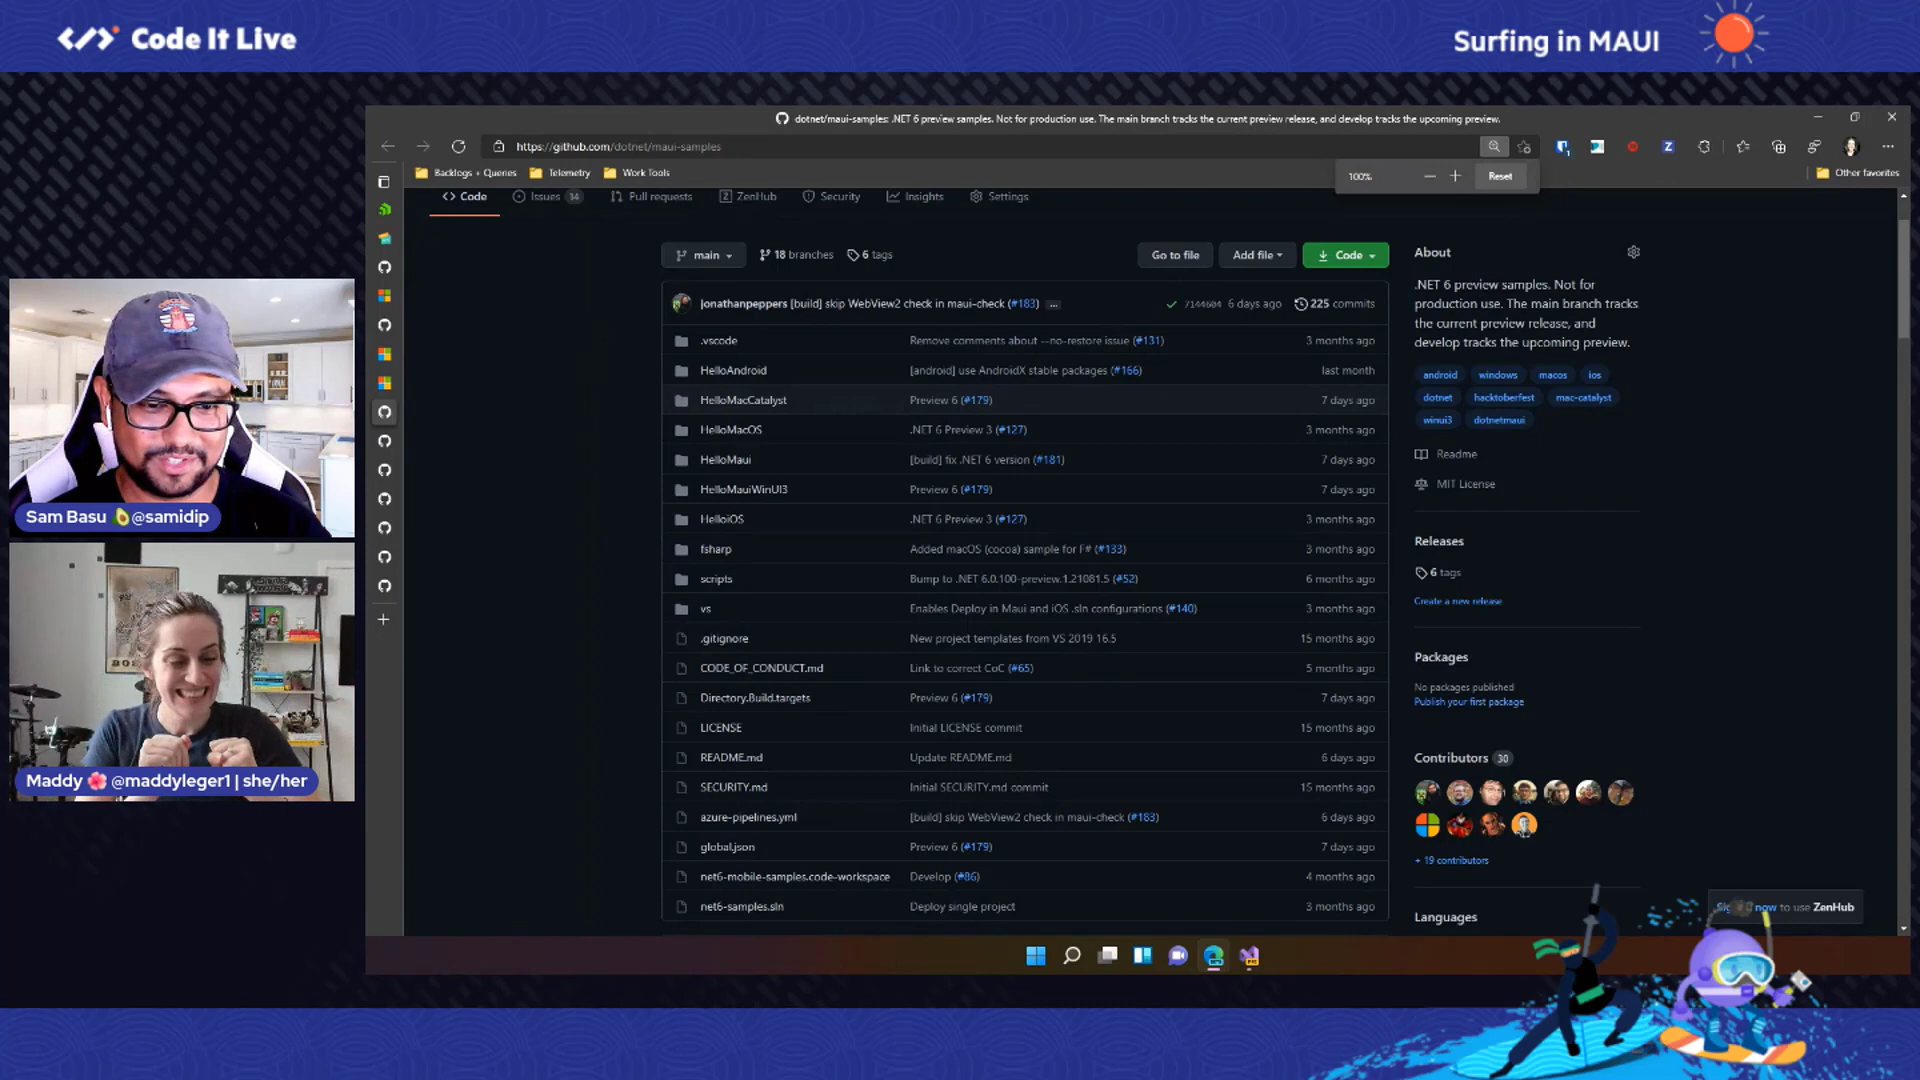 Code It Live
Surfing in MAUI
dotnet/maui-samples: .NET 6 preview samples. Not for production use. The main branch tracks the current preview release, and develop tracks the upcoming preview.
https://github.com/dotnet/maui-samples
Backlogs + Queries
Telemetry
Work Tools
Other favorites
100%
Reset
Code
Issues 14
Pull requests
ZenHub
Security
Insights
Settings
main
18 branches
6 tags
Go to file
Add file
Code
jonathanpeppers [build] skip WebView2 check in maui-check (#183) ...
7144604 6 days ago
225 commits
.vscode Remove comments about --no-restore issue (#131) 3 months ago
HelloAndroid [android] use AndroidX stable packages (#166) last month
HelloMacCatalyst Preview 6 (#179) 7 days ago
HelloMacOS .NET 6 Preview 3 (#127) 3 months ago
HelloMaui [build] fix .NET 6 version (#181) 7 days ago
HelloMauiWinUI3 Preview 6 (#179) 7 days ago
HelloiOS .NET 6 Preview 3 (#127) 3 months ago
fsharp Added macOS (cocoa) sample for F# (#133) 3 months ago
scripts Bump to .NET 6.0.100-preview.1.21081.5 (#52) 6 months ago
vs Enables Deploy in Maui and iOS .sln configurations (#140) 3 months ago
.gitignore New project templates from VS 2019 16.5 15 months ago
CODE_OF_CONDUCT.md Link to correct CoC (#65) 5 months ago
Directory.Build.targets Preview 6 (#179) 7 days ago
LICENSE Initial LICENSE commit 15 months ago
README.md Update README.md 6 days ago
SECURITY.md Initial SECURITY.md commit 15 months ago
azure-pipelines.yml [build] skip WebView2 check in maui-check (#183) 6 days ago
global.json Preview 6 (#179) 7 days ago
net6-mobile-samples.code-workspace Develop (#86) 4 months ago
net6-samples.sln Deploy single project 3 months ago
About
.NET 6 preview samples. Not for
production use. The main branch tracks
the current preview release, and
develop tracks the upcoming preview.
android windows macos ios
dotnet hacktoberfest mac-catalyst
winui3 dotnetmaui
Readme
MIT License
Releases
6 tags
Create a new release
Packages
No packages published
Publish your first package
Contributors 30
+ 19 contributors
Languages
now to use ZenHub
Sam Basu 🥑@samidip
Maddy 🌺 @maddyleger1 | she/her